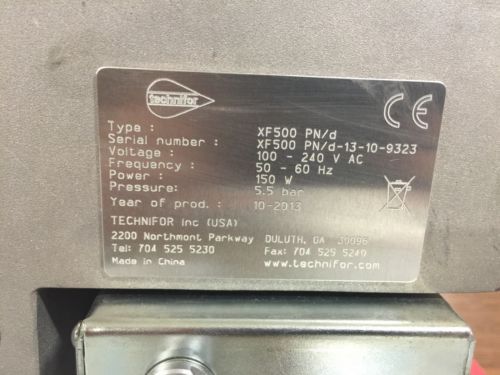 technifor
CE
Type : XF500 PN/d
Serial number : XF500 PN/d-13-10-9323
Voltage : 100 - 240 V AC
Frequency : 50 - 60 Hz
Power : 150 W
Pressure: 5.5 bar
Year of prod. : 10-2013
TECHNIFOR Inc (USA)
2200 Northmont Parkway DULUTH, GA 30096
Tel: 704 525 5230 Fax: 704 525 5240
Made in China www.technifor.com